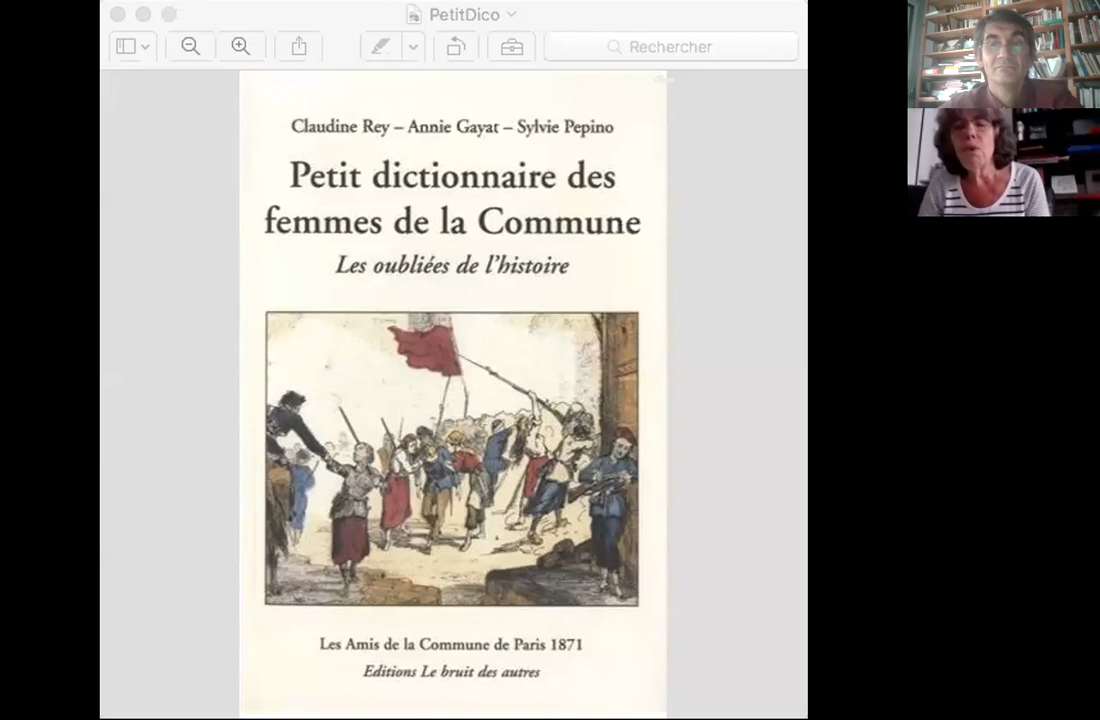 PetitDico
Rechercher
Claudine Rey – Annie Gayat – Sylvie Pepino
Petit dictionnaire des
femmes de la Commune
Les oubliées de l'histoire
Les Amis de la Commune de Paris 1871
Editions Le bruit des autres